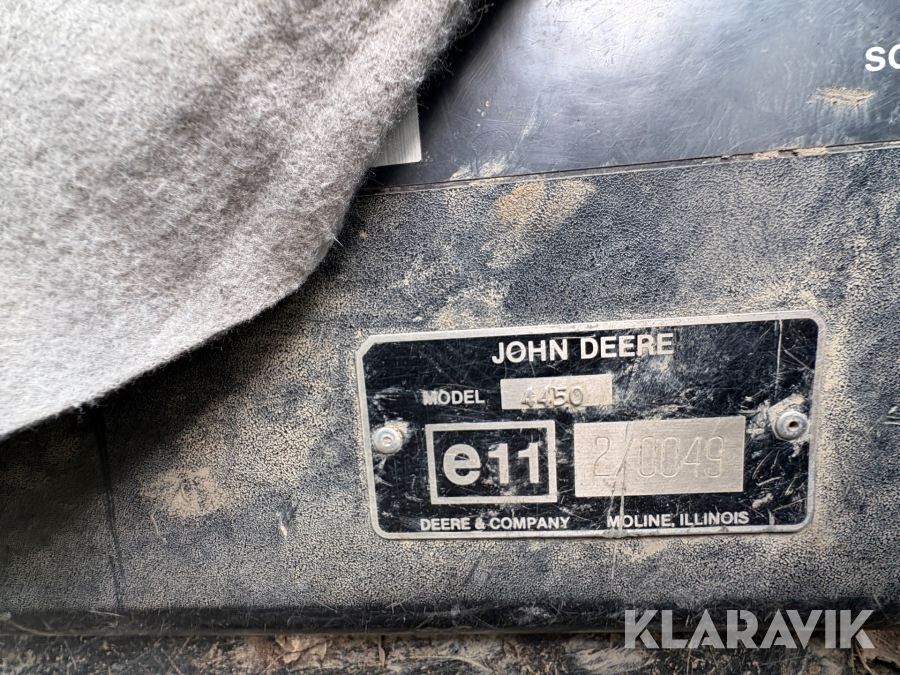 JOHN DEERE
MODEL 4450
e11 2/0049
DEERE & COMPANY MOLINE, ILLINOIS
KLARAVIK